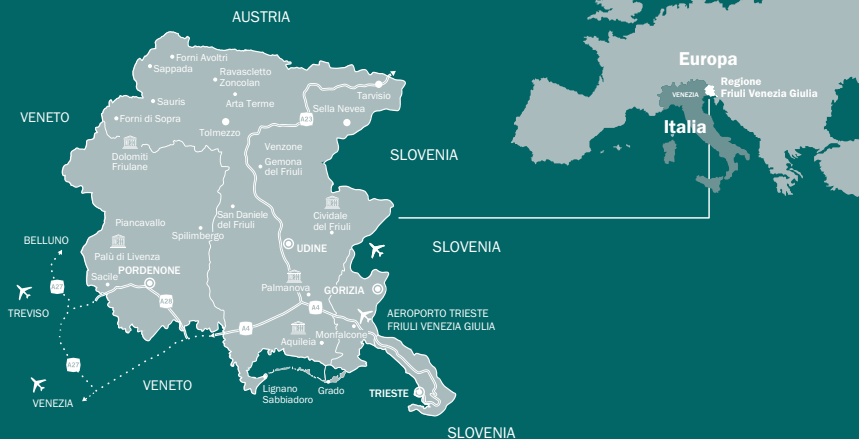 AUSTRIA
Forni Avoltri
Sappada
Ravascletto
Zoncolan
Tarvisio
Sauris
Arta Terme
Sella Nevea
VENETO
Forni di Sopra
A23
Tolmezzo
Venzone
SLOVENIA
Dolomiti
Friulane
Gemona
del Friuli
San Daniele
del Friuli
Cividale
del Friuli
Piancavallo
Spilimbergo
BELLUNO
UDINE
SLOVENIA
Palù di Livenza
PORDENONE
Sacile
A27
Palmanova
GORIZIA
A28
TREVISO
A4
AEROPORTO TRIESTE
FRIULI VENEZIA GIULIA
A4
Monfalcone
Aquileia
A27
VENETO
Lignano
Sabbiadoro
Grado
TRIESTE
VENEZIA
SLOVENIA
Europa
Regione
Friuli Venezia Giulia
VENEZIA
Italia